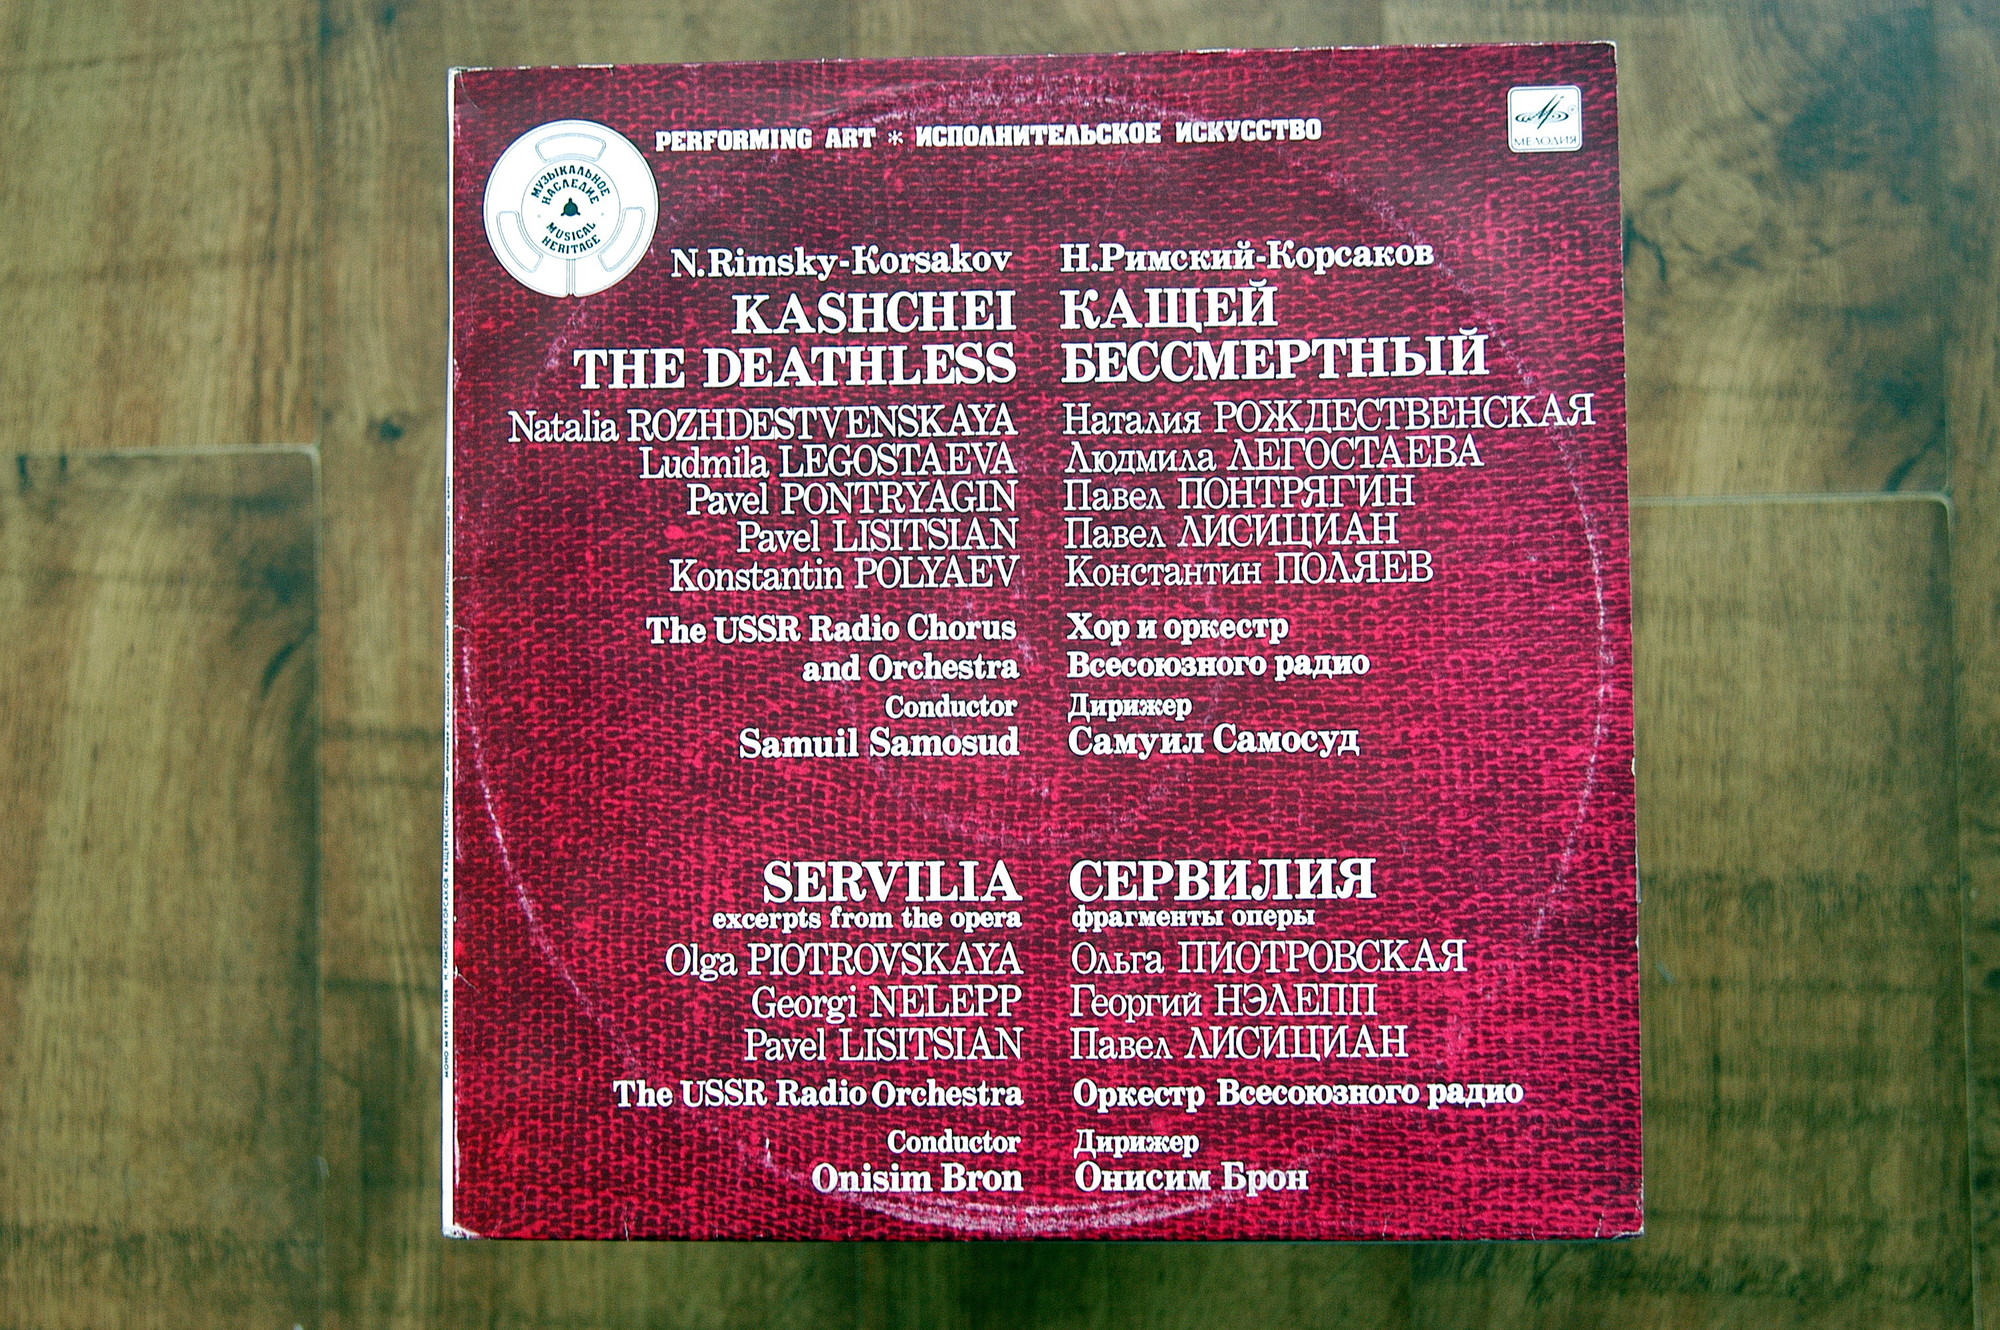 PERFORMING ART * ИСПОЛНИТЕЛЬСКОЕ ИСКУССТВО
МЕЛОДИЯ
МУЗЫКАЛЬНОЕ
НАСЛЕДИЕ
MUSICAL
HERITAGE
N.Rimsky-Korsakov Н.Римский-Корсаков
KASHCHEI КАЩЕЙ
THE DEATHLESS БЕССМЕРТНЫЙ
Natalia ROZHDESTVENSKAYA Наталия РОЖДЕСТВЕНСКАЯ
Ludmila LEGOSTAEVA Людмила ЛЕГОСТАЕВА
Pavel PONTRYAGIN Павел ПОНТРЯГИН
Pavel LISITSIAN Павел ЛИСИЦИАН
Konstantin POLYAEV Константин ПОЛЯЕВ
The USSR Radio Chorus Хор и оркестр
and Orchestra Всесоюзного радио
Conductor Дирижер
Samuil Samosud Самуил Самосуд
SERVILIA СЕРВИЛИЯ
excerpts from the opera фрагменты оперы
Olga PIOTROVSKAYA Ольга ПИОТРОВСКАЯ
Georgi NELEPP Георгий НЭЛЕПП
Pavel LISITSIAN Павел ЛИСИЦИАН
The USSR Radio Orchestra Оркестр Всесоюзного радио
Conductor Дирижер
Onisim Bron Онисим Брон